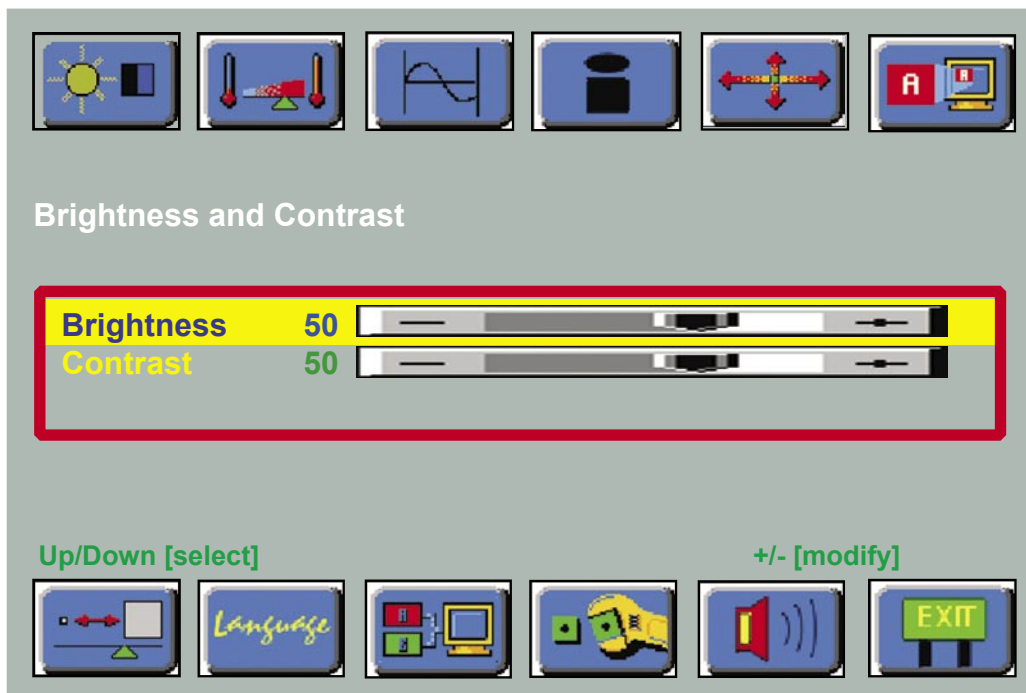 A A
Brightness and Contrast
Brightness 50
Contrast 50
Up/Down [select] +/- [modify]
Language A B EXIT